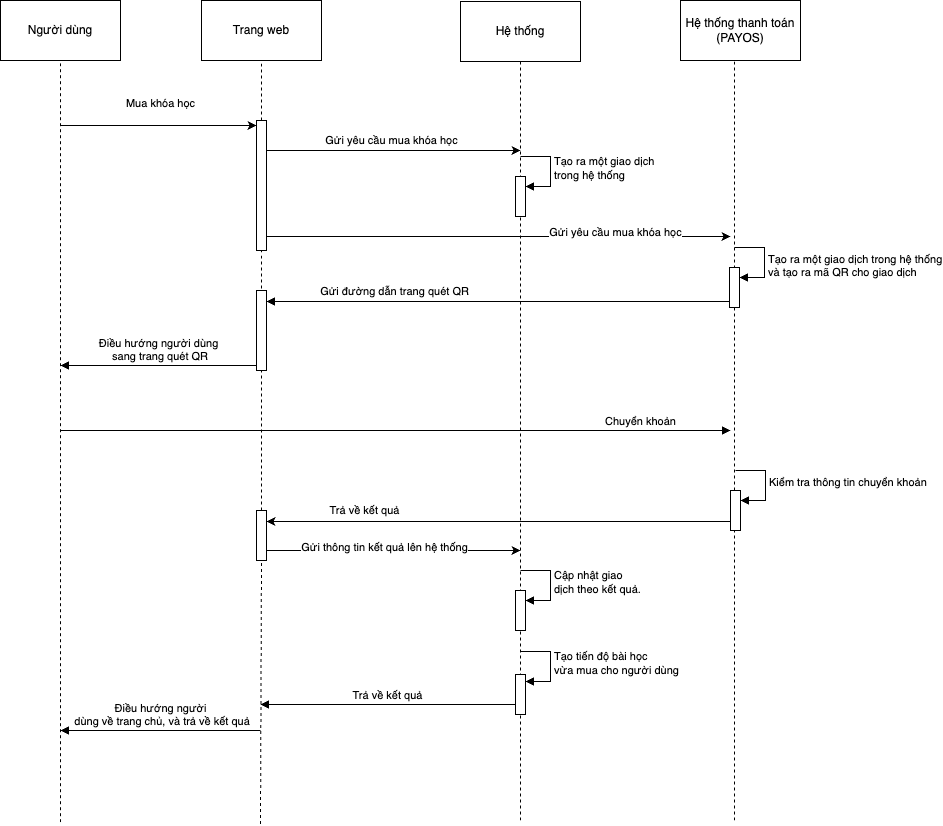 Người dùng
Trang web
Hệ thống
Hệ thống thanh toán
(PAYOS)
Mua khóa học
Gửi yêu cầu mua khóa học
Tạo ra một giao dịch
trong hệ thống
Gửi yêu cầu mua khóa học
Tạo ra một giao dịch trong hệ thống
và tạo ra mã QR cho giao dịch
Gửi đường dẫn trang quét QR
Điều hướng người dùng
sang trang quét QR
Chuyển khoản
Kiểm tra thông tin chuyển khoản
Trả về kết quả
Gửi thông tin kết quả lên hệ thống
Cập nhật giao
dịch theo kết quả.
Tạo tiến độ bài học
vừa mua cho người dùng
Trả về kết quả
Điều hướng người
dùng về trang chủ, và trả về kết quả